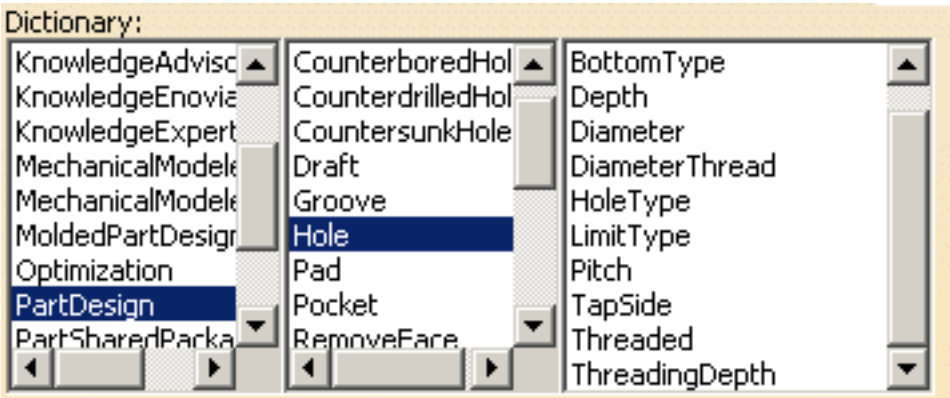 Dictionary:
KnowledgeAdvisc
KnowledgeEnovia
KnowledgeExpert
MechanicalModele
MechanicalModele
MoldedPartDesign
Optimization
PartDesign
PartSharedPacka
CounterboredHol
CounterdrilledHol
CountersunkHole
Draft
Groove
Hole
Pad
Pocket
RemoveFace
BottomType
Depth
Diameter
DiameterThread
HoleType
LimitType
Pitch
TapSide
Threaded
ThreadingDepth